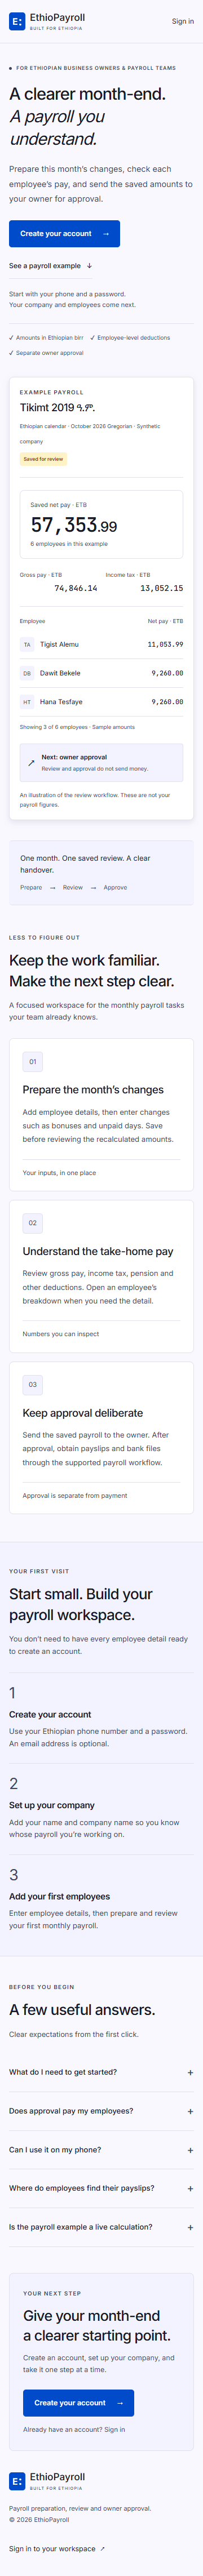 E:
EthioPayroll
BUILT FOR ETHIOPIA
Sign in
FOR ETHIOPIAN BUSINESS OWNERS & PAYROLL TEAMS
A clearer month-end.
A payroll you
understand.
Prepare this month's changes, check each
employee's pay, and send the saved amounts to
your owner for approval.
Create your account →
See a payroll example ↓
Start with your phone and a password.
Your company and employees come next.
✓ Amounts in Ethiopian birr ✓ Employee-level deductions
✓ Separate owner approval
EXAMPLE PAYROLL
Tikimt 2019 ዓ.ም.
Ethiopian calendar · October 2026 Gregorian · Synthetic
company
Saved for review
Saved net pay · ETB
57,353.99
6 employees in this example
Gross pay · ETB Income tax · ETB
74,846.14 13,052.15
Employee Net pay · ETB
TA Tigist Alemu 11,053.99
DB Dawit Bekele 9,260.00
HT Hana Tesfaye 9,260.00
Showing 3 of 6 employees · Sample amounts
↗ Next: owner approval
Review and approval do not send money.
An illustration of the review workflow. These are not your
payroll figures.
One month. One saved review. A clear
handover.
Prepare → Review → Approve
LESS TO FIGURE OUT
Keep the work familiar.
Make the next step clear.
A focused workspace for the monthly payroll tasks
your team already knows.
01
Prepare the month's changes
Add employee details, then enter changes
such as bonuses and unpaid days. Save
before reviewing the recalculated amounts.
Your inputs, in one place
02
Understand the take-home pay
Review gross pay, income tax, pension and
other deductions. Open an employee's
breakdown when you need the detail.
Numbers you can inspect
03
Keep approval deliberate
Send the saved payroll to the owner. After
approval, obtain payslips and bank files
through the supported payroll workflow.
Approval is separate from payment
YOUR FIRST VISIT
Start small. Build your
payroll workspace.
You don't need to have every employee detail ready
to create an account.
1
Create your account
Use your Ethiopian phone number and a password.
An email address is optional.
2
Set up your company
Add your name and company name so you know
whose payroll you're working on.
3
Add your first employees
Enter employee details, then prepare and review
your first monthly payroll.
BEFORE YOU BEGIN
A few useful answers.
Clear expectations from the first click.
What do I need to get started? +
Does approval pay my employees? +
Can I use it on my phone? +
Where do employees find their payslips? +
Is the payroll example a live calculation? +
YOUR NEXT STEP
Give your month-end
a clearer starting point.
Create an account, set up your company, and
take it one step at a time.
Create your account →
Already have an account? Sign in
E:
EthioPayroll
BUILT FOR ETHIOPIA
Payroll preparation, review and owner approval.
© 2026 EthioPayroll
Sign in to your workspace ↗